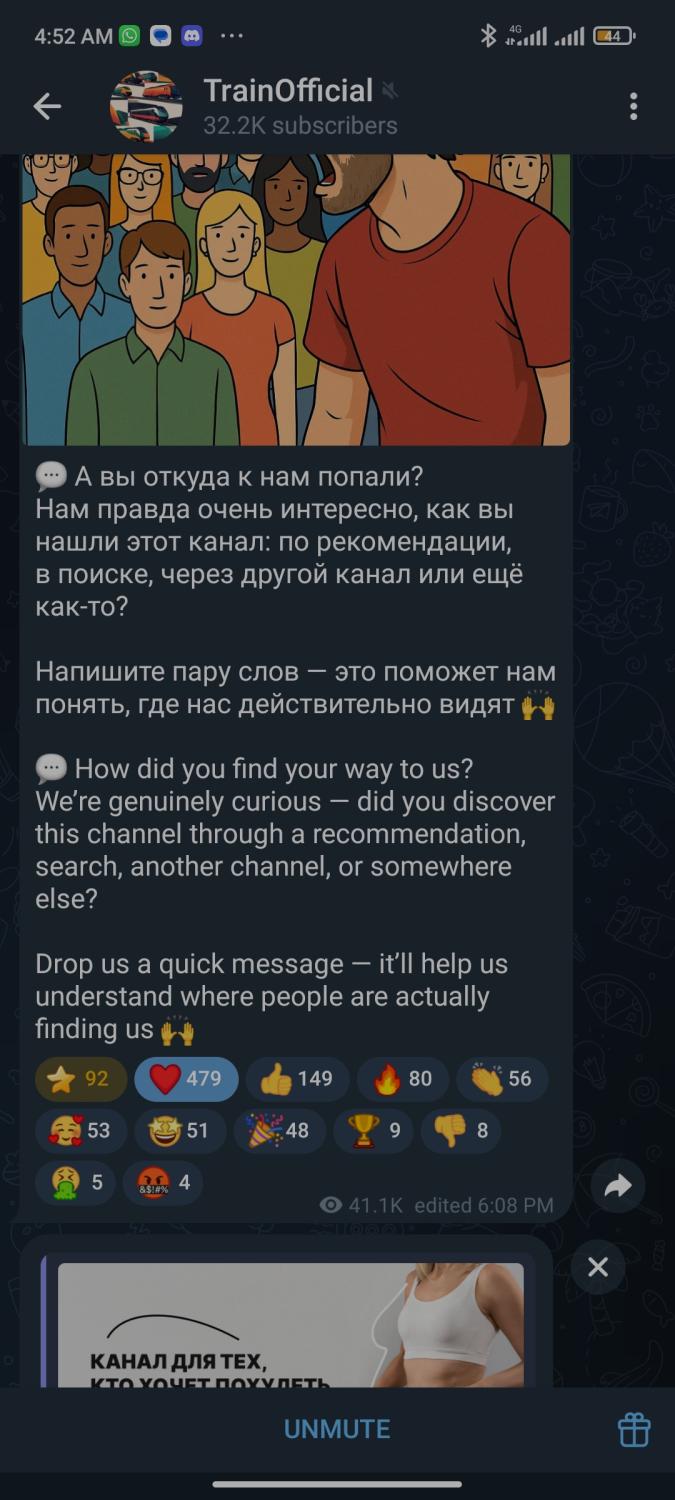 4:52 AM
4G
44
TrainOfficial
32.2K subscribers
💬 А вы откуда к нам попали?
Нам правда очень интересно, как вы
нашли этот канал: по рекомендации,
в поиске, через другой канал или ещё
как-то?
Напишите пару слов — это поможет нам
понять, где нас действительно видят 🙌
💬 How did you find your way to us?
We’re genuinely curious — did you discover
this channel through a recommendation,
search, another channel, or somewhere
else?
Drop us a quick message — it’ll help us
understand where people are actually
finding us 🙌
⭐ 92 ❤️ 479 👍 149 🔥 80 👏 56
🥰 53 🤩 51 🎉 48 🏆 9 👎 8
🤮 5 🤬 4
41.1K edited 6:08 PM
КАНАЛ ДЛЯ ТЕХ,
КТО ХОЧЕТ ПОХУДЕТЬ
UNMUTE